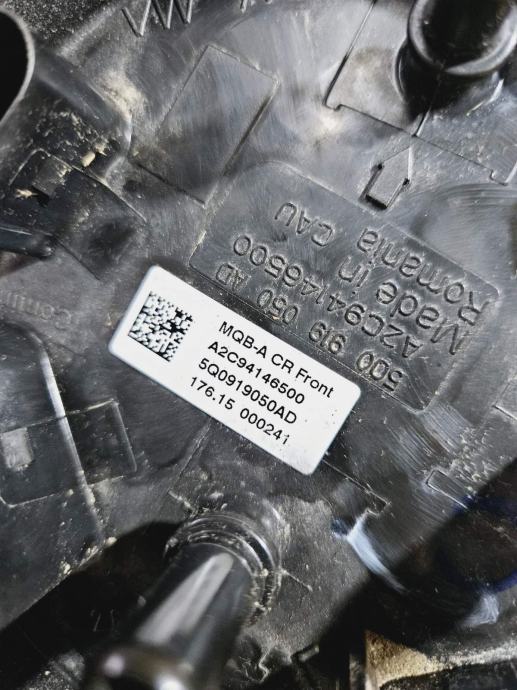 MQB-A CR Front
A2C94146500
5Q0919050AD
176.15 000241
5Q0 919 050 AD
A2C94146500
Made in CAU
Romania